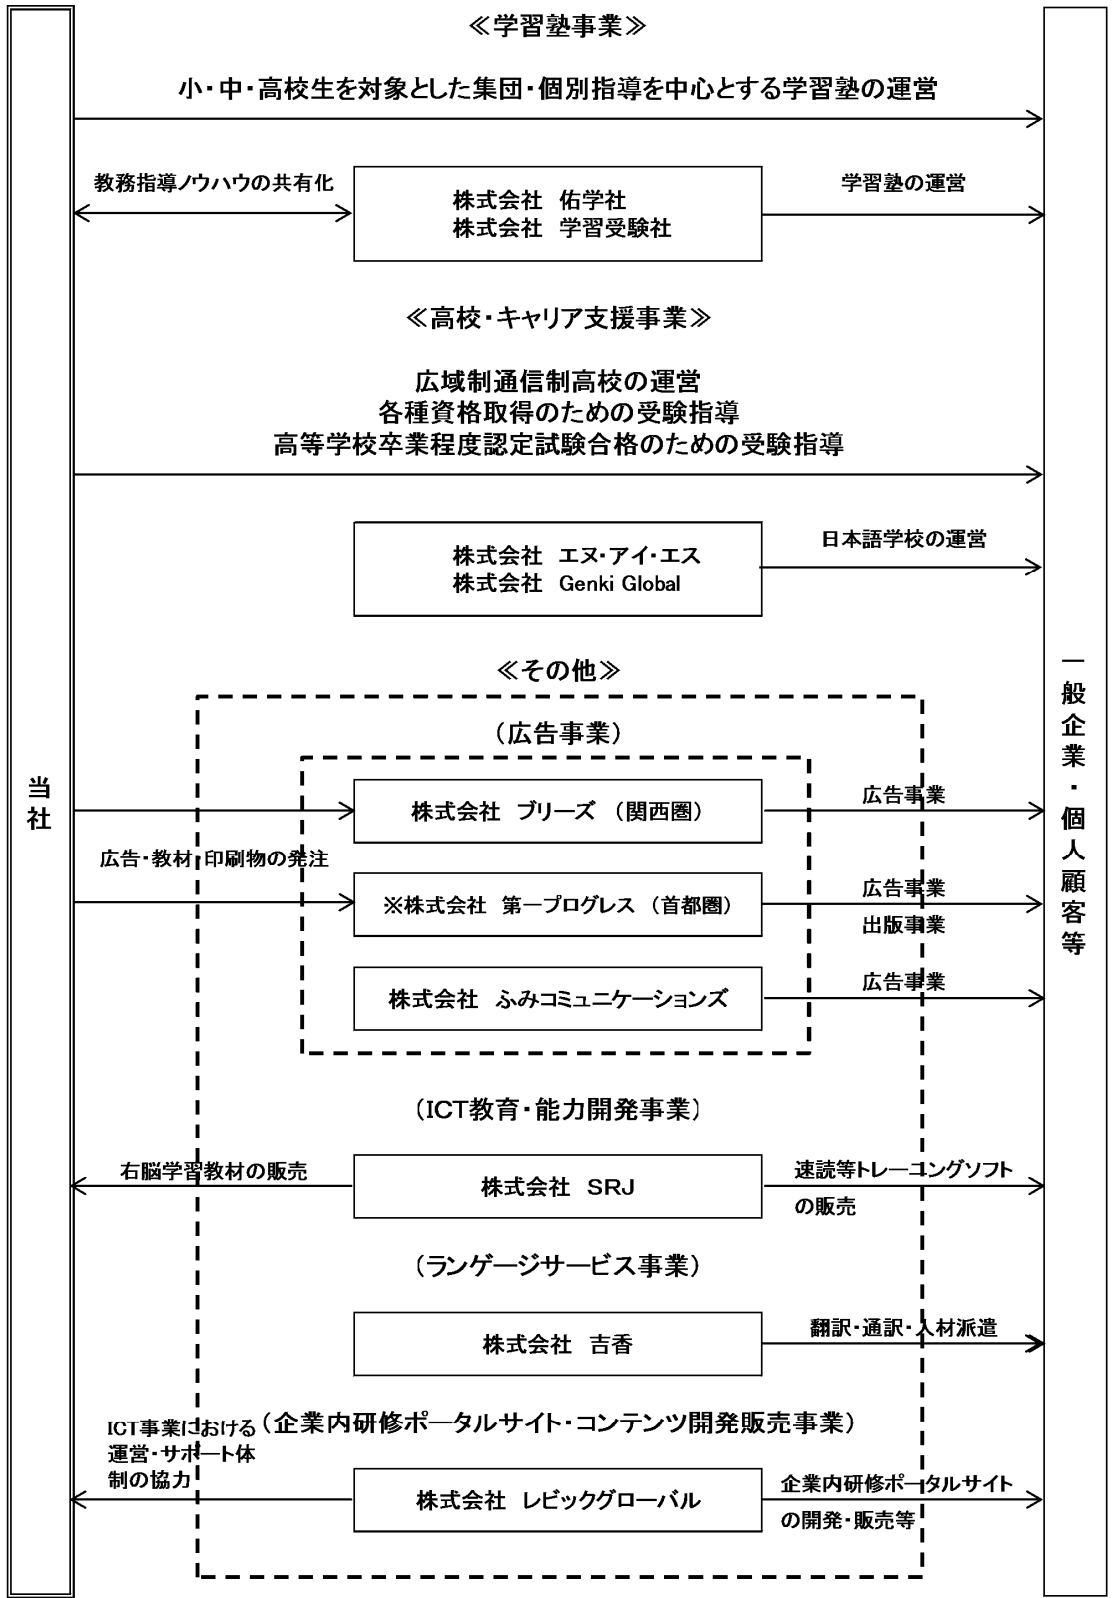 ≪学習塾事業≫
小・中・高校生を対象とした集団・個別指導を中心とする学習塾の運営
教務指導ノウハウの共有化
株式会社　佑学社
株式会社　学習受験社
学習塾の運営
≪高校・キャリア支援事業≫
広域制通信制高校の運営
各種資格取得のための受験指導
高等学校卒業程度認定試験合格のための受験指導
株式会社　エヌ・アイ・エス
株式会社　Genki Global
日本語学校の運営
≪その他≫
（広告事業）
当社
一般企業・個人顧客等
株式会社　ブリーズ　（関西圏）
広告事業
広告・教材・印刷物の発注
※株式会社　第一プログレス　（首都圏）
広告事業
出版事業
株式会社　ふみコミュニケーションズ
広告事業
（ICT教育・能力開発事業）
右脳学習教材の販売
株式会社　SRJ
速読等トレーニングソフト
の販売
（ランゲージサービス事業）
株式会社　吉香
翻訳・通訳・人材派遣
（企業内研修ポータルサイト・コンテンツ開発販売事業）
ICT事業における
運営・サポート体
制の協力
株式会社　レビックグローバル
企業内研修ポータルサイト
の開発・販売等